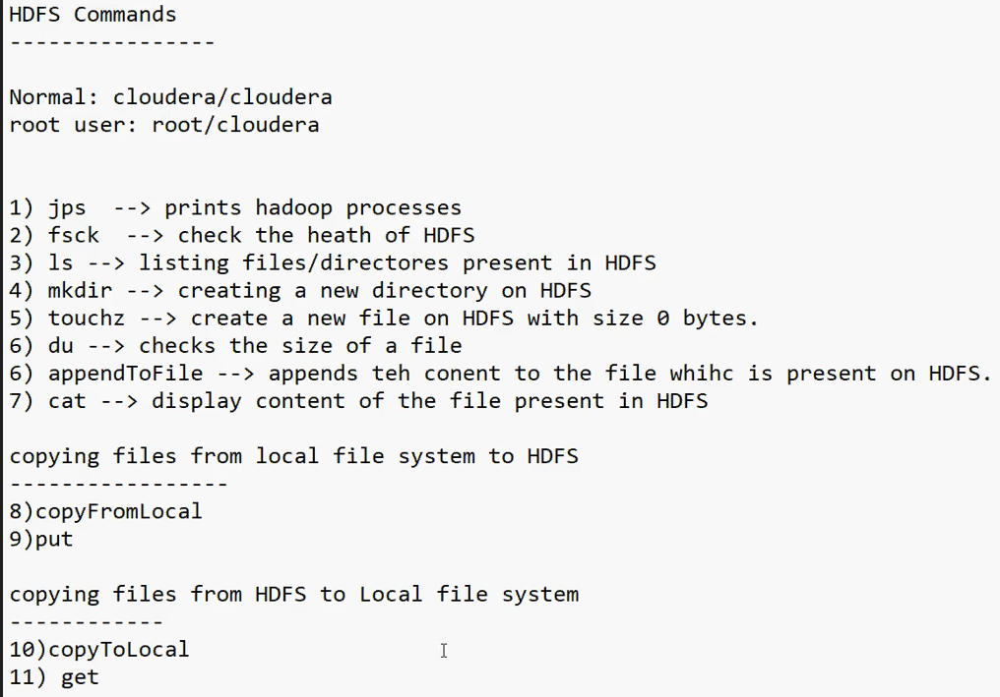 HDFS Commands
----------------
Normal: cloudera/cloudera
root user: root/cloudera
1) jps  --> prints hadoop processes
2) fsck  --> check the heath of HDFS
3) ls --> listing files/directores present in HDFS
4) mkdir --> creating a new directory on HDFS
5) touchz --> create a new file on HDFS with size 0 bytes.
6) du --> checks the size of a file
6) appendToFile --> appends teh conent to the file whihc is present on HDFS.
7) cat --> display content of the file present in HDFS
copying files from local file system to HDFS
-----------------
8)copyFromLocal
9)put
copying files from HDFS to Local file system
------------
10)copyToLocal
11) get